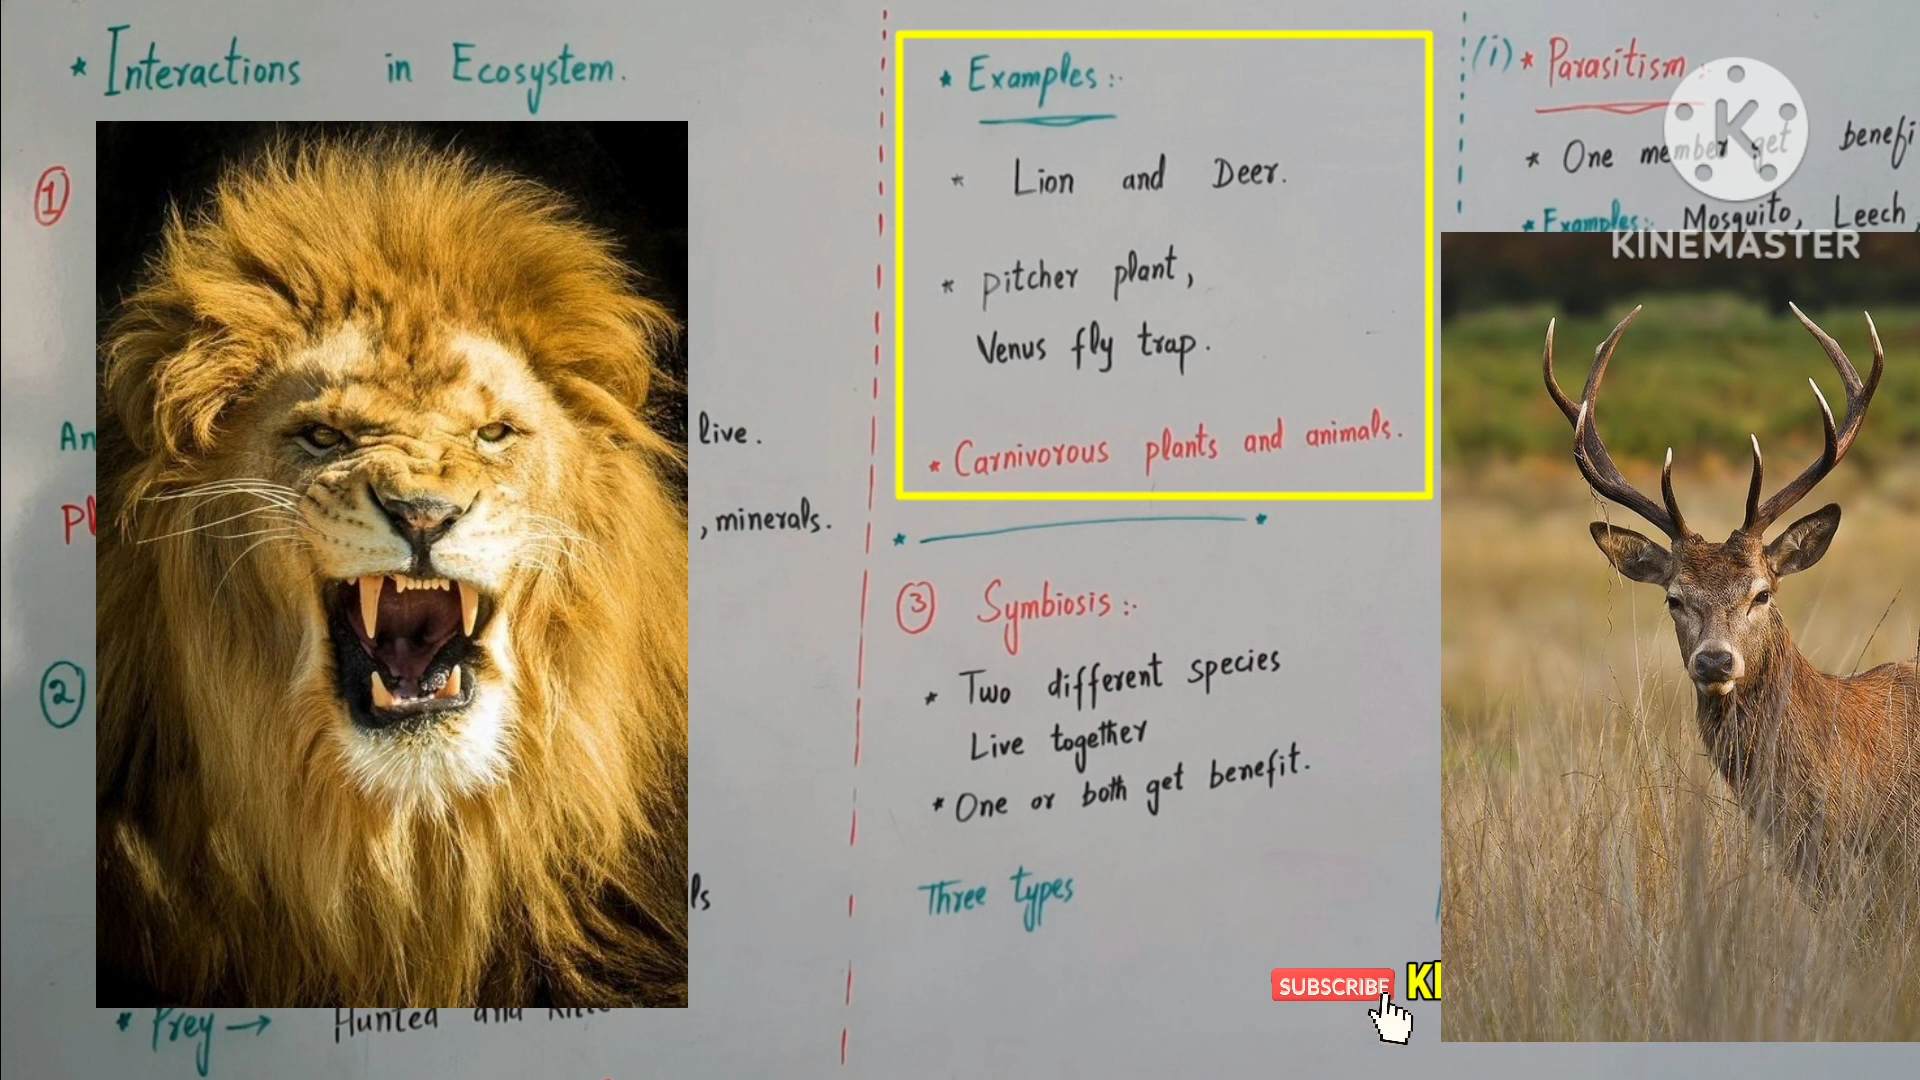 * Interactions in Ecosystem.
1
An
Pl
live.
, minerals.
2
ls
* Prey → Hunted and
* Examples :-
* Lion and Deer.
* Pitcher plant,
Venus fly trap.
* Carnivorous plants and animals.
3 Symbiosis :-
* Two different species
Live together
* One or both get benefit.
Three types
(i) * Parasitism :-
* One member get benefi
* Examples:- Mosquito, Leech,
K
KINEMASTER
SUBSCRIBE